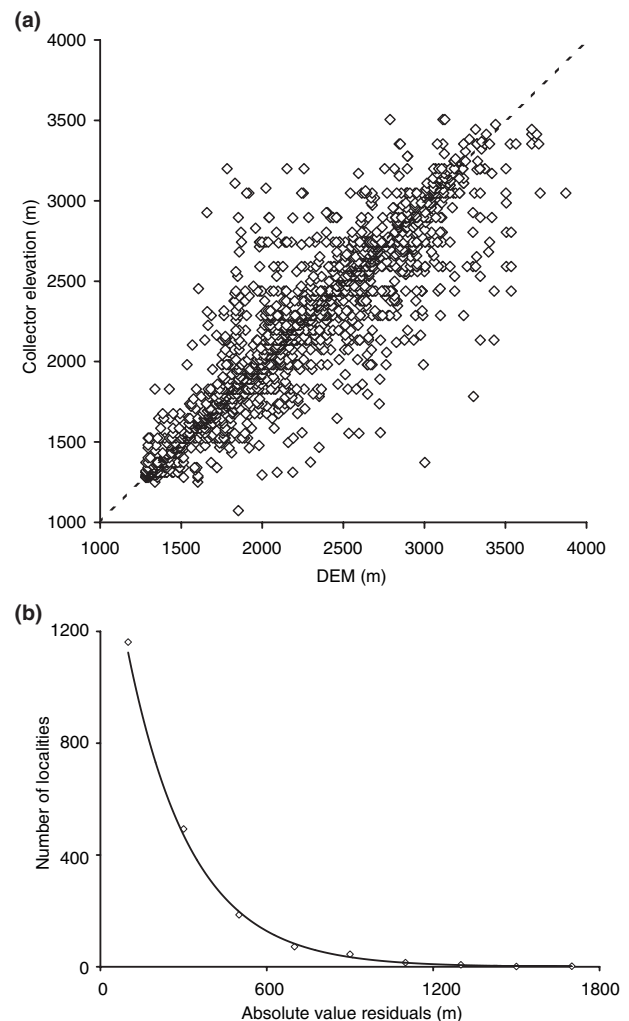 (a)
4000
3500
3000
2500
2000
1500
1000
Collector elevation (m)
1000 1500 2000 2500 3000 3500 4000
DEM (m)
(b)
1200
800
400
0
Number of localities
0 600 1200 1800
Absolute value residuals (m)